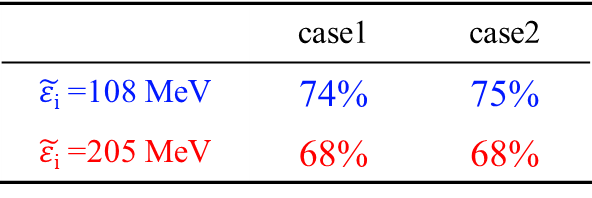 case1 case2
ε̃ᵢ =108 MeV 74% 75%
ε̃ᵢ =205 MeV 68% 68%